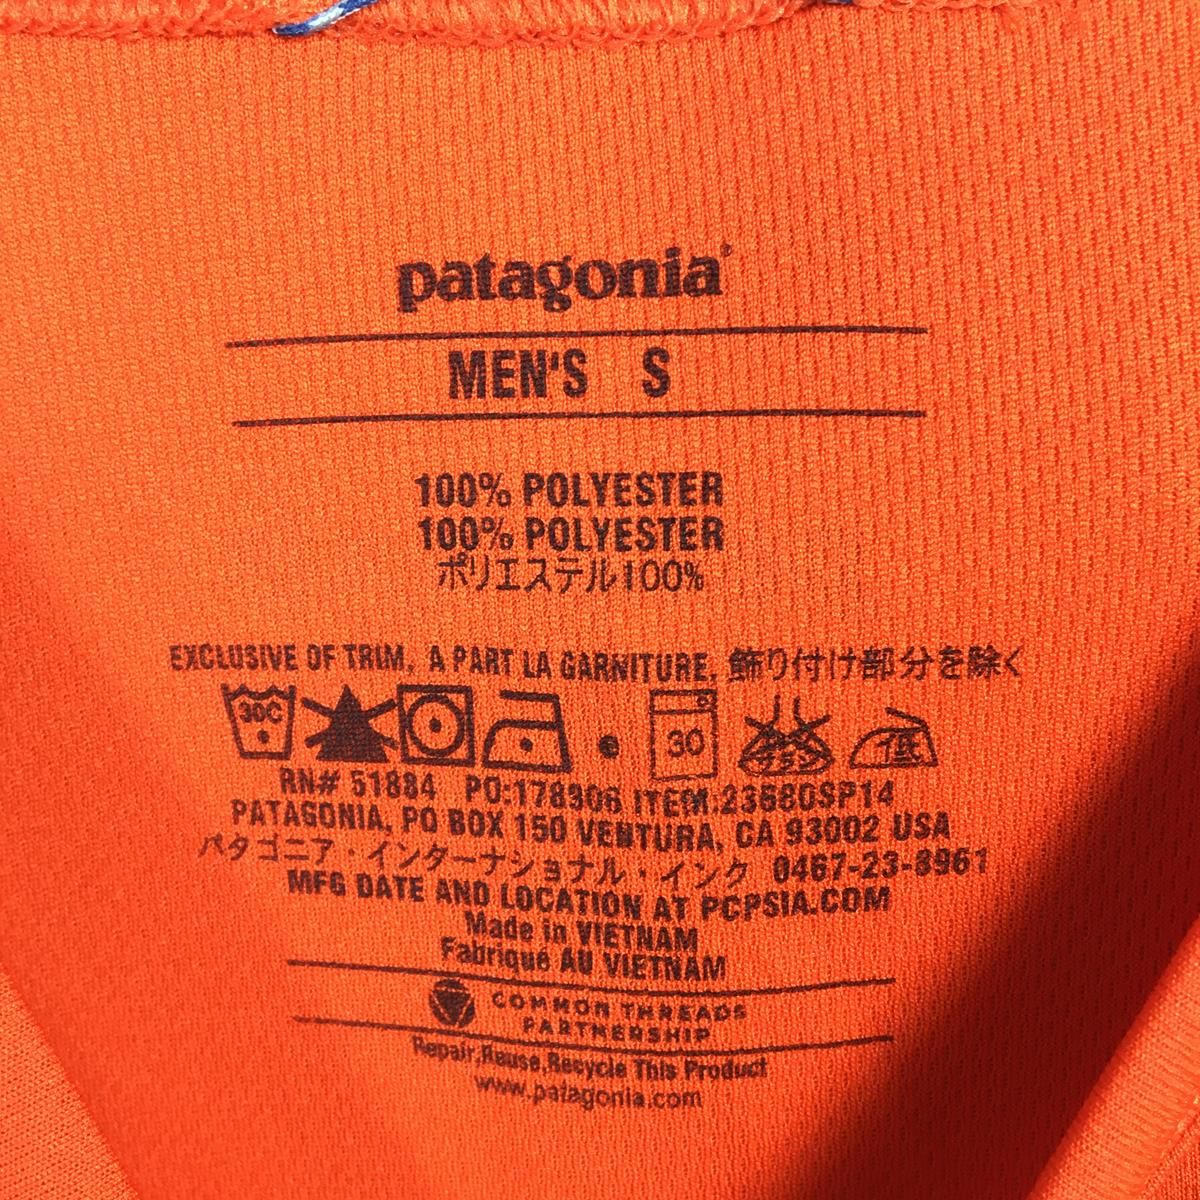 patagonia®
MEN'S S
100% POLYESTER
100% POLYESTER
ポリエステル100%
EXCLUSIVE OF TRIM, A PART LA GARNITURE, 飾り付け部分を除く
30C 30 低
RN# 51884 PO:178906 ITEM:23680SP14
PATAGONIA, PO BOX 150 VENTURA, CA 93002 USA
パタゴニア・インターナショナル・インク 0467-23-8961
MFG DATE AND LOCATION AT PCPSIA.COM
Made in VIETNAM
Fabriqué AU VIETNAM
COMMON THREADS
PARTNERSHIP
Repair,Reuse,Recycle This Product
www.patagonia.com